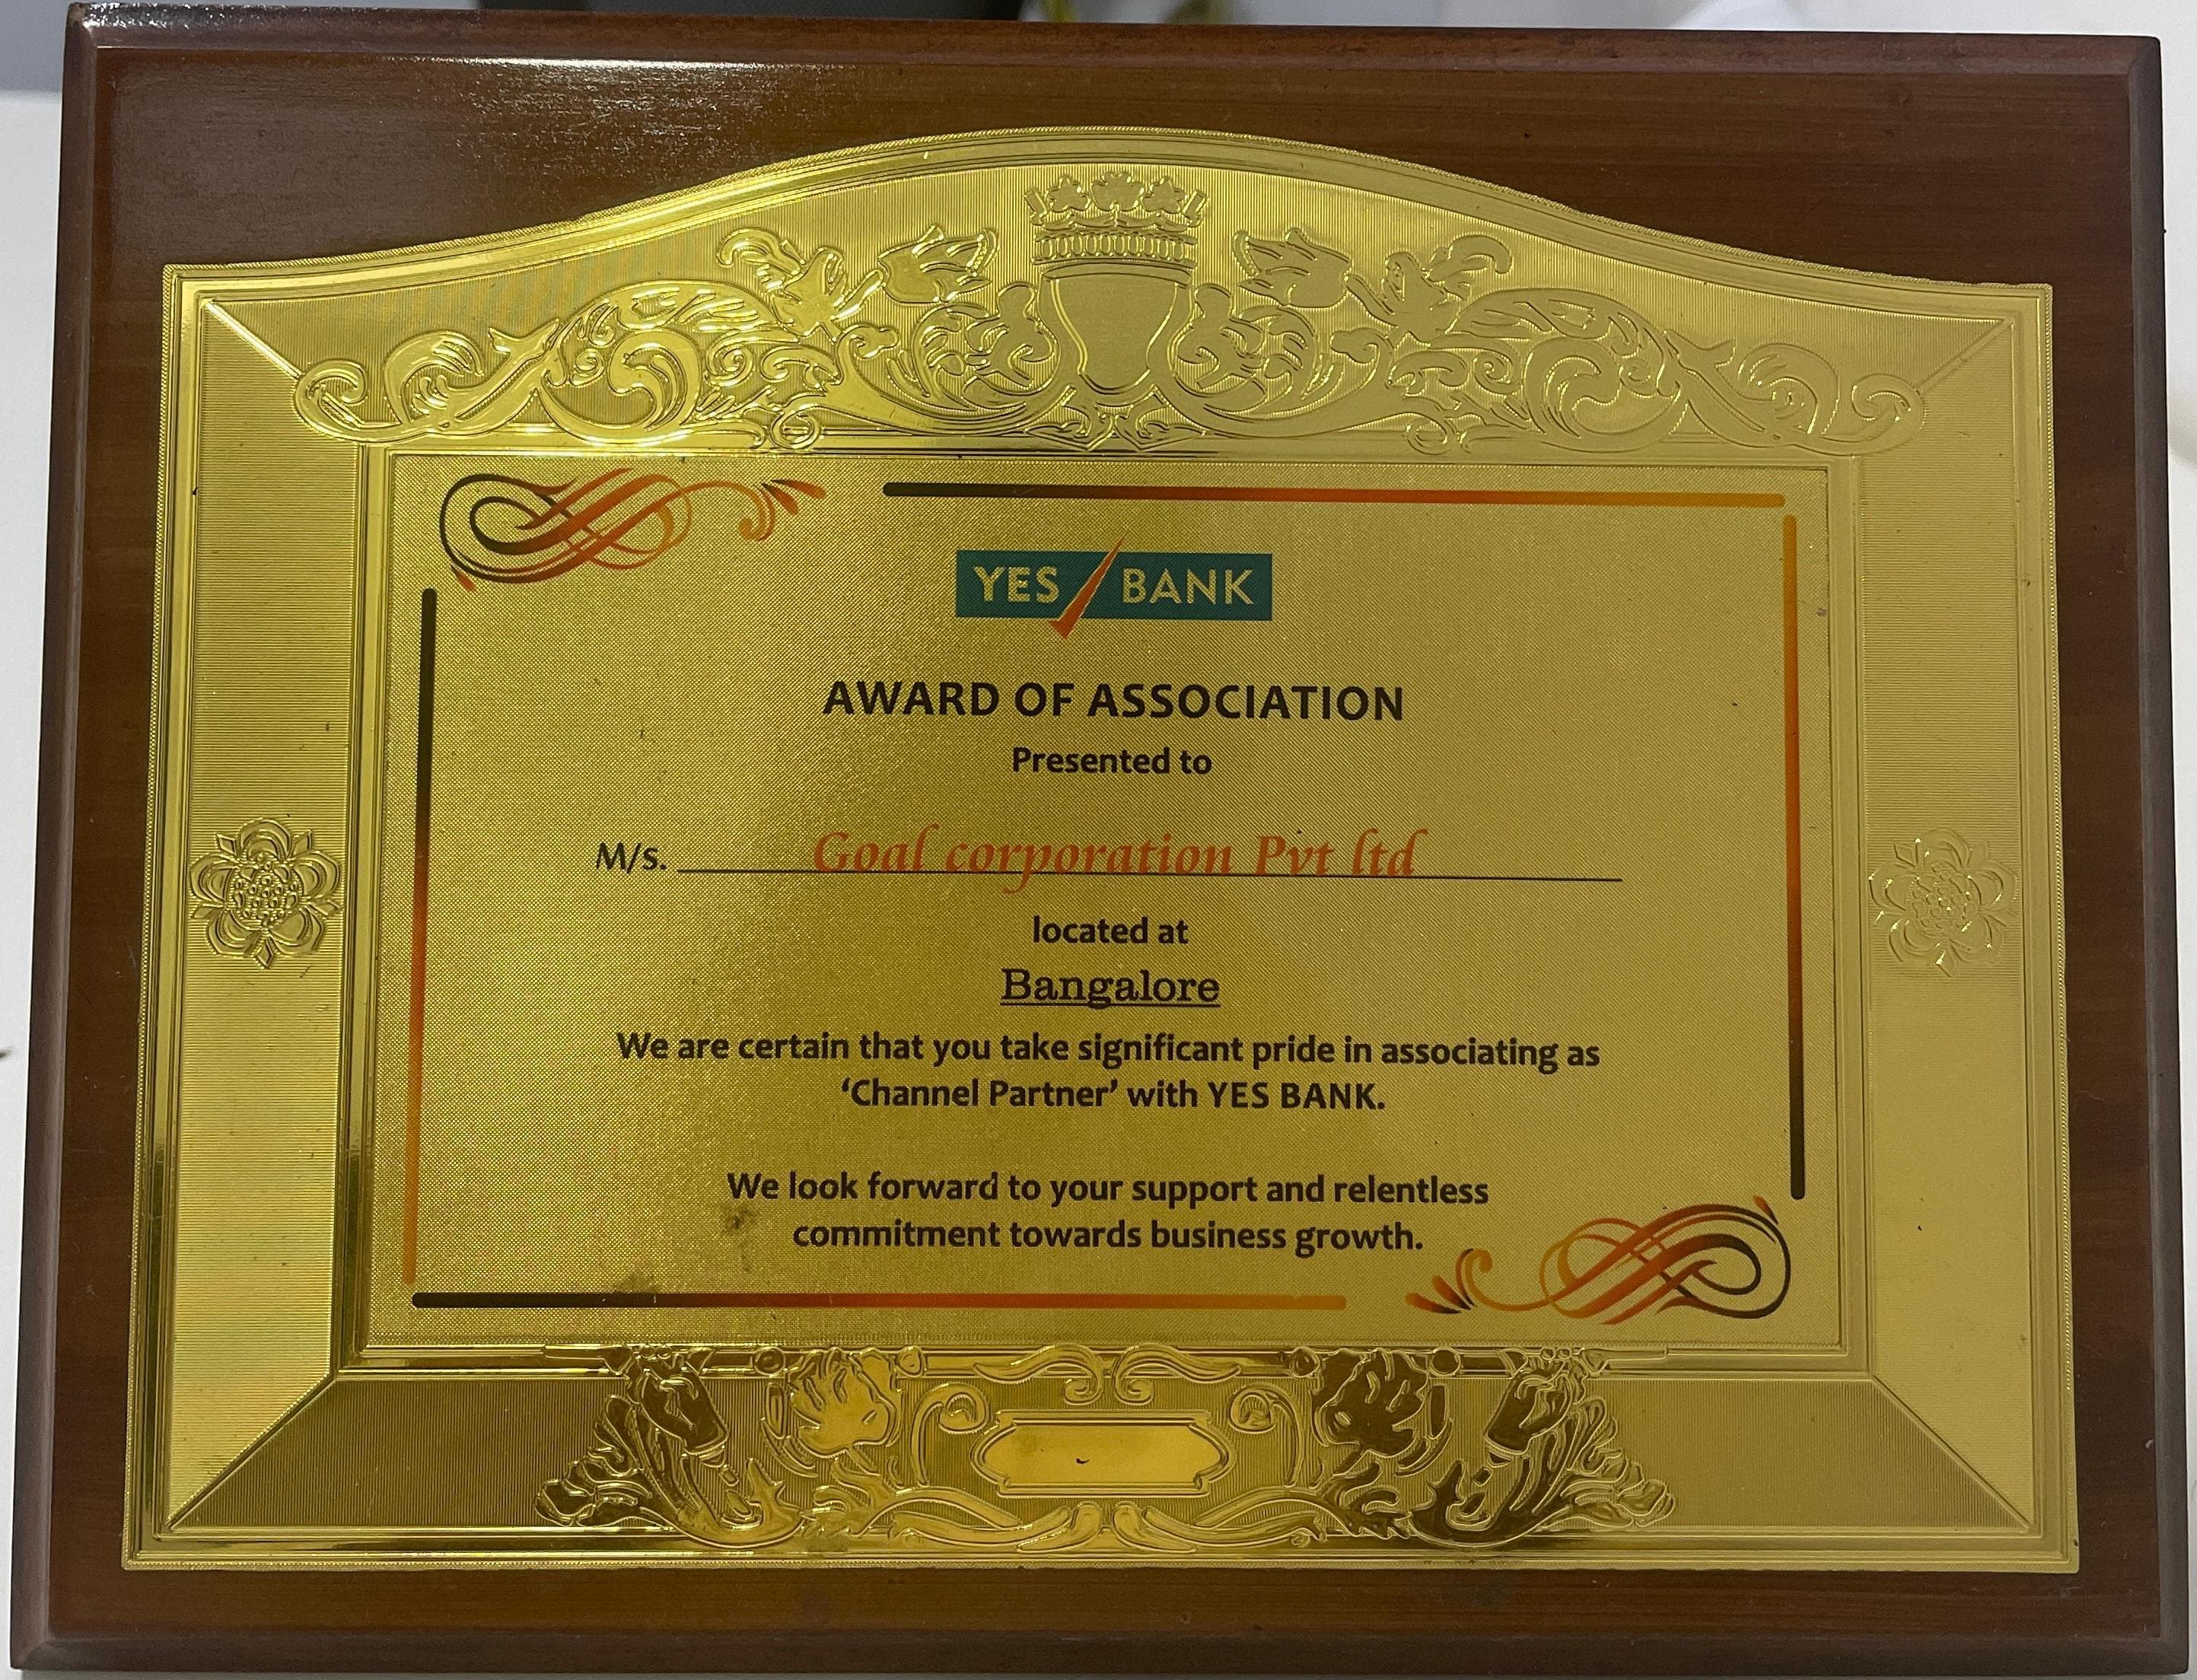 YES BANK
AWARD OF ASSOCIATION
Presented to
M/s. Goal corporation Pvt ltd
located at
Bangalore
We are certain that you take significant pride in associating as
‘Channel Partner’ with YES BANK.
We look forward to your support and relentless
commitment towards business growth.